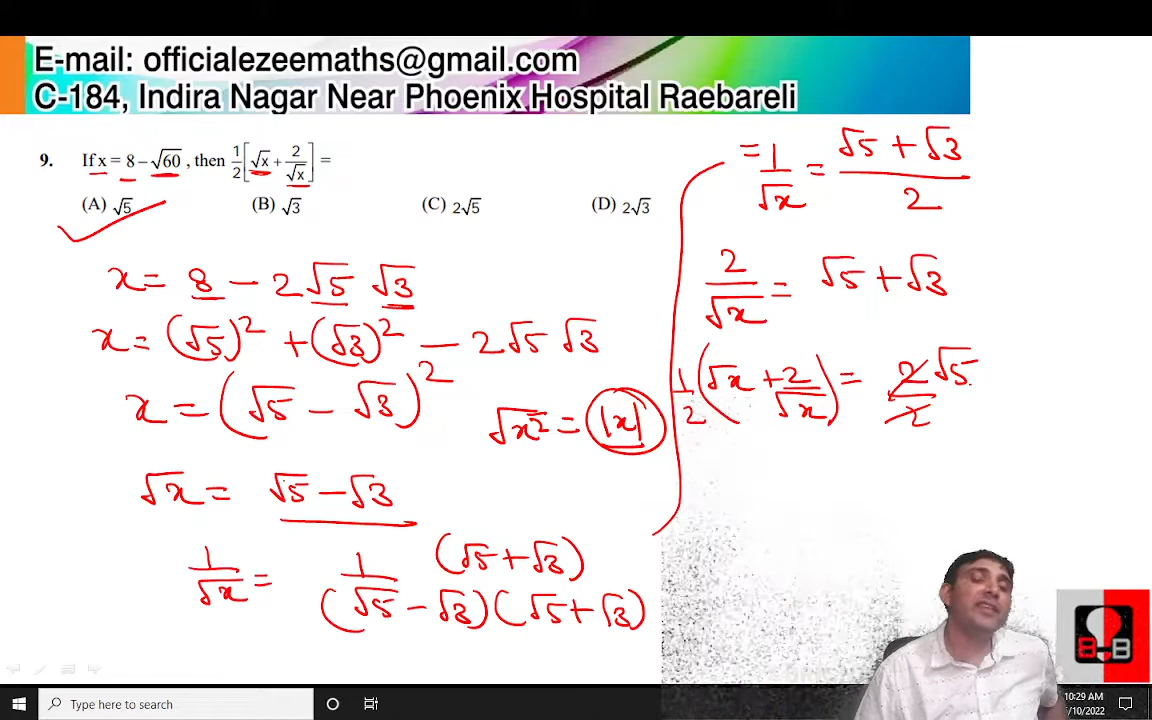 E-mail: officialezeemaths@gmail.com
C-184, Indira Nagar Near Phoenix Hospital Raebareli
9. If x = 8 – √60 , then 1/2[√x + 2/√x] =
(A) √5 (B) √3 (C) 2√5 (D) 2√3
x = 8 – 2√5 √3
x = (√5)² + (√3)² – 2√5 √3
x = (√5 – √3)²
√x² = |x|
√x = √5 – √3
1/√x = 1 (√5 + √3) / (√5 – √3)(√5 + √3)
= 1/√x = (√5 + √3)/2
2/√x = √5 + √3
1/2(√x + 2/√x) = 2√5/2
B B
Type here to search
10:29 AM
/10/2022